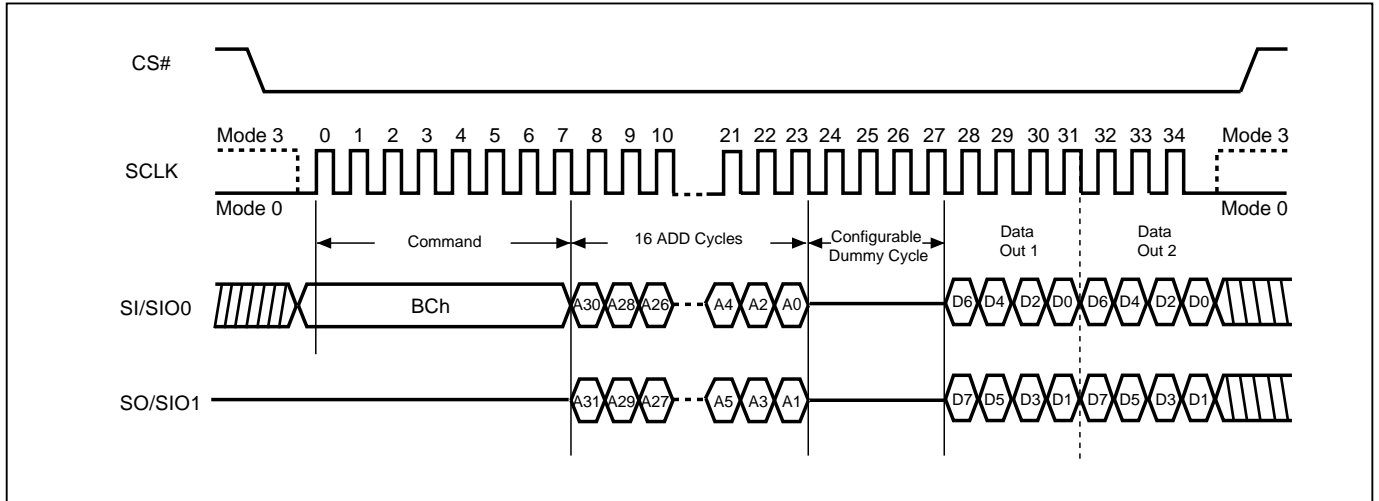 CS#
Mode 3 0 1 2 3 4 5 6 7 8 9 10 21 22 23 24 25 26 27 28 29 30 31 32 33 34 Mode 3
SCLK
Mode 0 Mode 0
Command 16 ADD Cycles Configurable Dummy Cycle Data Out 1 Data Out 2
SI/SIO0 BCh A30 A28 A26 A4 A2 A0 D6 D4 D2 D0 D6 D4 D2 D0
SO/SIO1 A31 A29 A27 A5 A3 A1 D7 D5 D3 D1 D7 D5 D3 D1